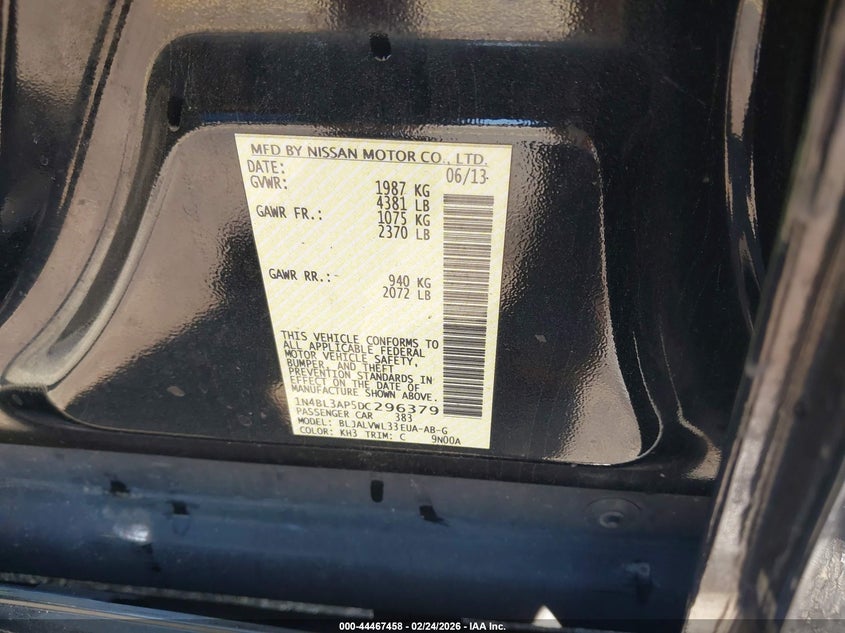 MFD BY NISSAN MOTOR CO., LTD.
DATE: 06/13
GVWR: 1987 KG
4381 LB
GAWR FR.: 1075 KG
2370 LB
GAWR RR.: 940 KG
2072 LB
THIS VEHICLE CONFORMS TO
ALL APPLICABLE FEDERAL
MOTOR VEHICLE SAFETY,
BUMPER, AND THEFT
PREVENTION STANDARDS IN
EFFECT ON THE DATE OF
MANUFACTURE SHOWN ABOVE.
1N4BL3AP5DC296379
PASSENGER CAR 383
MODEL: BLJALVWL33EUA-AB-G
COLOR: KH3 TRIM: C 9N00A
000-44467458 - 02/24/2026 - IAA Inc.